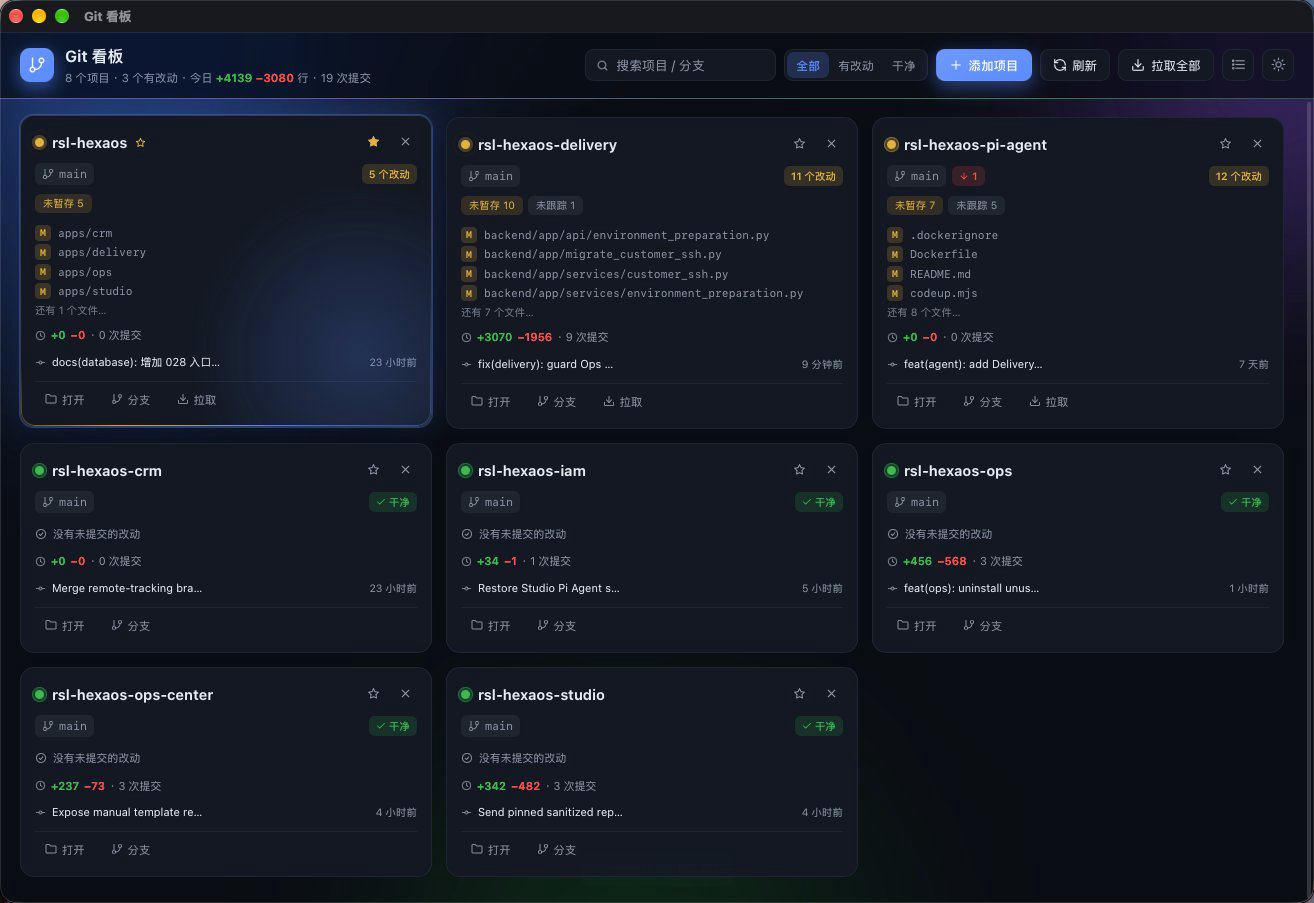 Git 看板
Git 看板
8 个项目 · 3 个有改动 · 今日 +4139 −3080 行 · 19 次提交
搜索项目 / 分支
全部 有改动 干净
添加项目
刷新
拉取全部
rsl-hexaos
main
5 个改动
未暂存 5
M apps/crm
M apps/delivery
M apps/ops
M apps/studio
还有 1 个文件...
+0 −0 · 0 次提交
docs(database): 增加 028 入口... 23 小时前
打开 分支 拉取
rsl-hexaos-delivery
main
11 个改动
未暂存 10 未跟踪 1
M backend/app/api/environment_preparation.py
M backend/app/migrate_customer_ssh.py
M backend/app/services/customer_ssh.py
M backend/app/services/environment_preparation.py
还有 7 个文件...
+3070 −1956 · 9 次提交
fix(delivery): guard Ops ... 9 分钟前
打开 分支 拉取
rsl-hexaos-pi-agent
main ↓ 1
12 个改动
未暂存 7 未跟踪 5
M .dockerignore
M Dockerfile
M README.md
M codeup.mjs
还有 8 个文件...
+0 −0 · 0 次提交
feat(agent): add Delivery... 7 天前
打开 分支 拉取
rsl-hexaos-crm
main
✓ 干净
没有未提交的改动
+0 −0 · 0 次提交
Merge remote-tracking bra... 23 小时前
打开 分支
rsl-hexaos-iam
main
✓ 干净
没有未提交的改动
+34 −1 · 1 次提交
Restore Studio Pi Agent s... 5 小时前
打开 分支
rsl-hexaos-ops
main
✓ 干净
没有未提交的改动
+456 −568 · 3 次提交
feat(ops): uninstall unus... 1 小时前
打开 分支
rsl-hexaos-ops-center
main
✓ 干净
没有未提交的改动
+237 −73 · 3 次提交
Expose manual template re... 4 小时前
打开 分支
rsl-hexaos-studio
main
✓ 干净
没有未提交的改动
+342 −482 · 3 次提交
Send pinned sanitized rep... 4 小时前
打开 分支